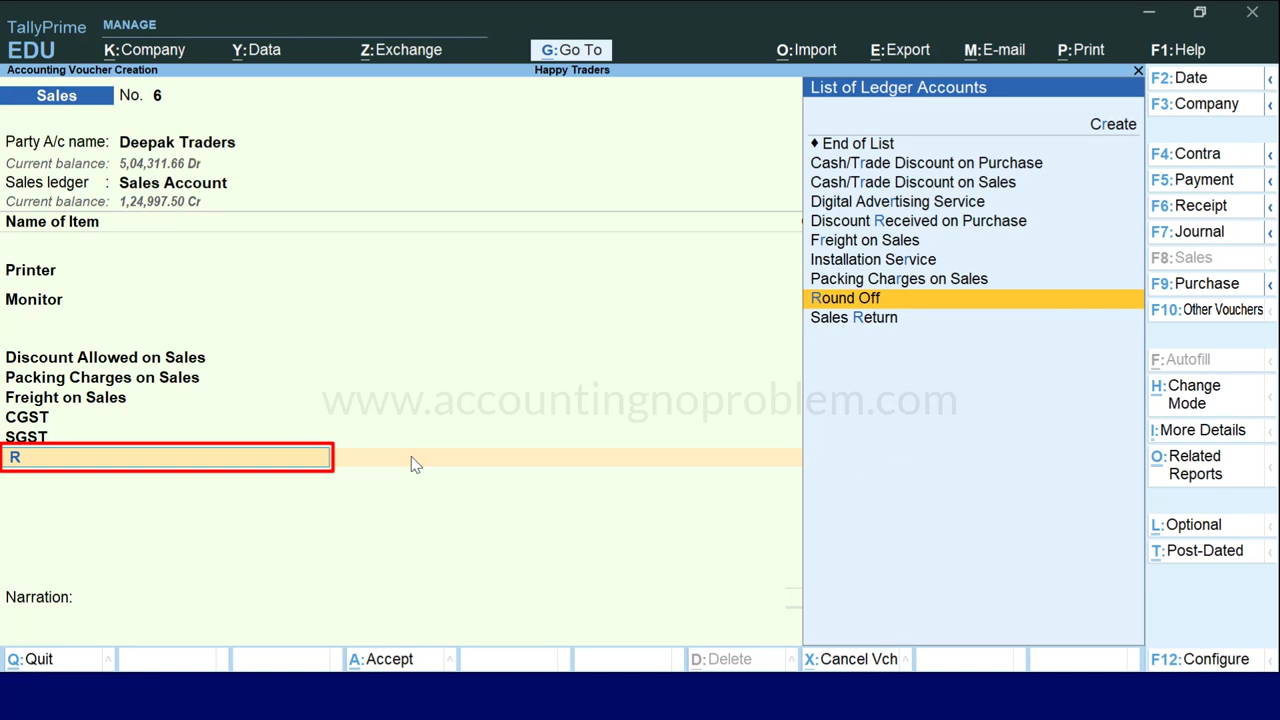 TallyPrime MANAGE
EDU K:Company Y:Data Z:Exchange G:Go To O:Import E:Export M:E-mail P:Print F1:Help
Accounting Voucher Creation Happy Traders
Sales No. 6
Party A/c name: Deepak Traders
Current balance: 5,04,311.66 Dr
Sales ledger : Sales Account
Current balance: 1,24,997.50 Cr
Name of Item
Printer
Monitor
Discount Allowed on Sales
Packing Charges on Sales
Freight on Sales
CGST
SGST
R
www.accountingnoproblem.com
Narration:
List of Ledger Accounts
Create
♦ End of List
Cash/Trade Discount on Purchase
Cash/Trade Discount on Sales
Digital Advertising Service
Discount Received on Purchase
Freight on Sales
Installation Service
Packing Charges on Sales
Round Off
Sales Return
F2:Date
F3:Company
F4:Contra
F5:Payment
F6:Receipt
F7:Journal
F8:Sales
F9:Purchase
F10:Other Vouchers
F:Autofill
H:Change
Mode
I:More Details
O:Related
Reports
L:Optional
T:Post-Dated
Q:Quit A:Accept D:Delete X:Cancel Vch F12:Configure